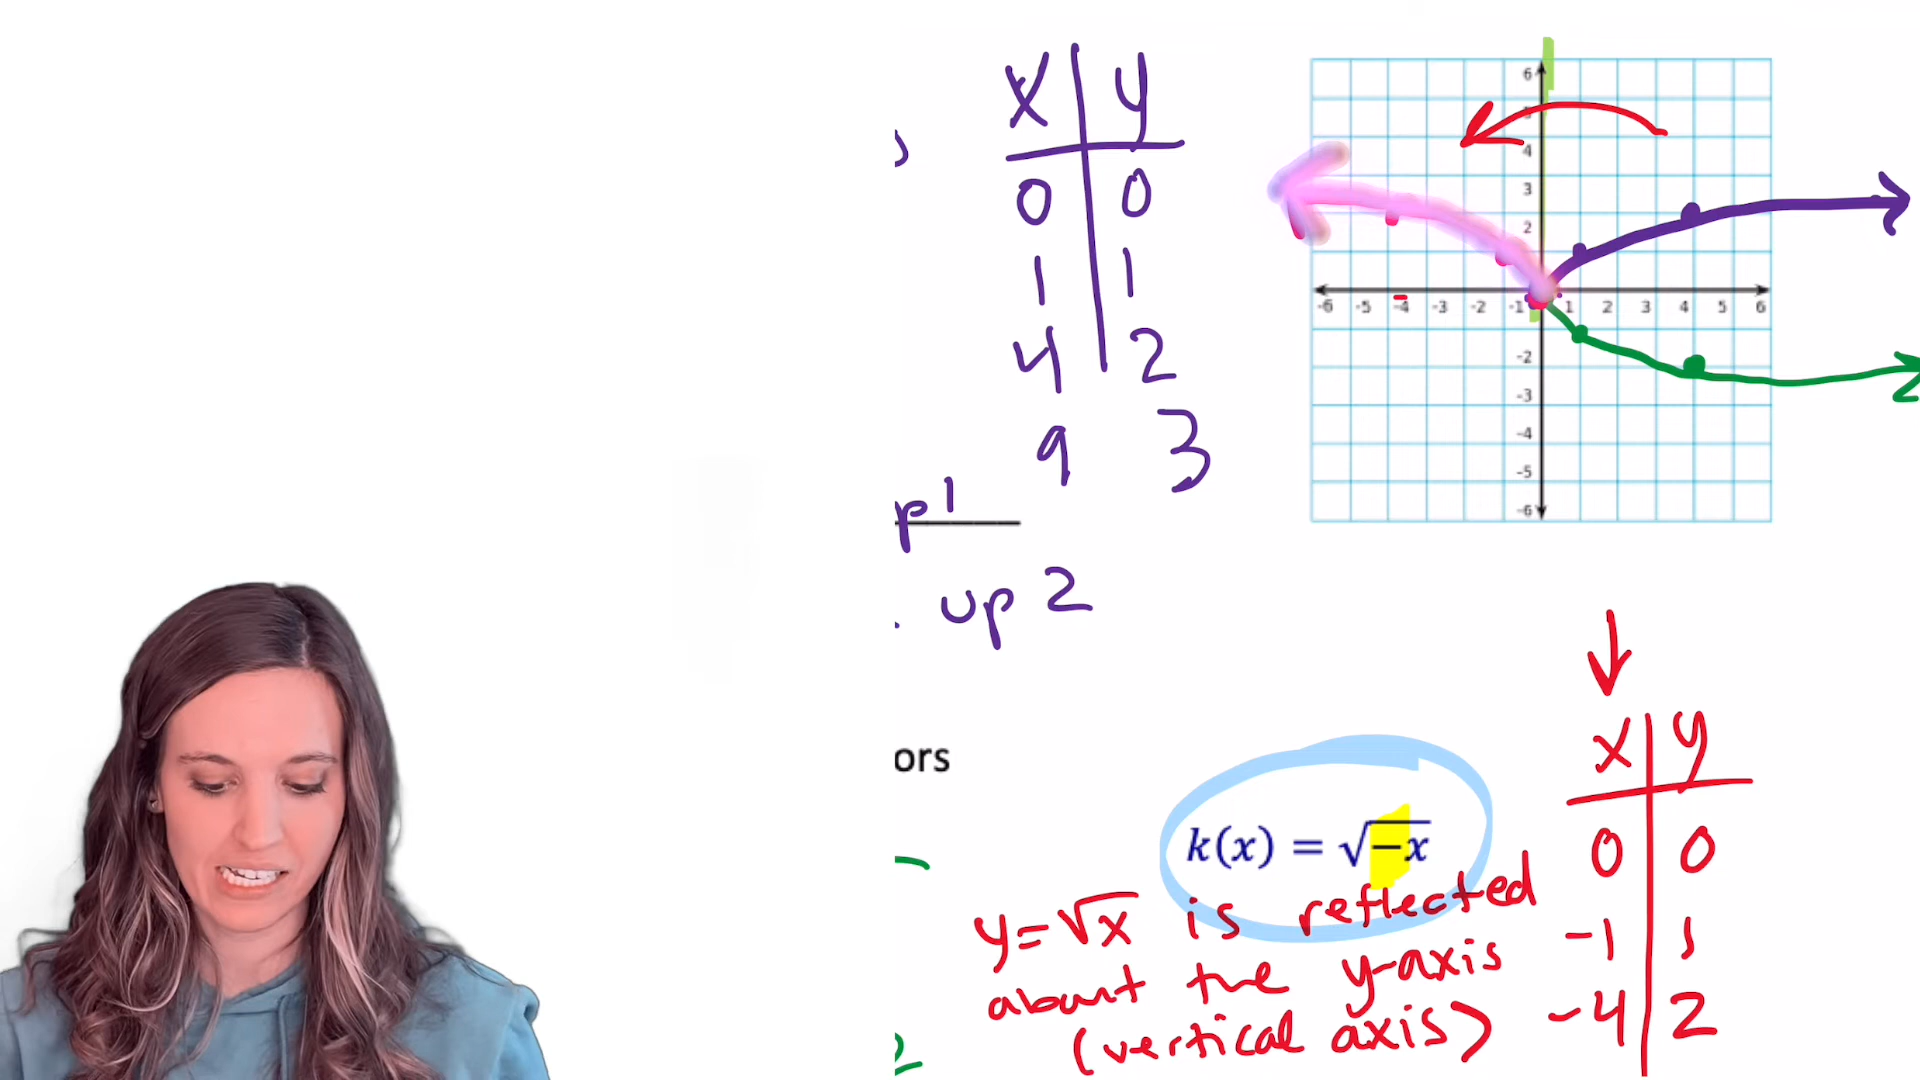 x y
0 0
1 1
4 2
9 3
p 1
. up 2
6
5
4
3
2
-6 -5 -4 -3 -2 -1 1 2 3 4 5 6
-2
-3
-4
-5
-6
ors
k(x) = √-x
y=√x is reflected
about the y-axis
(vertical axis)
x y
0 0
-1 1
-4 2